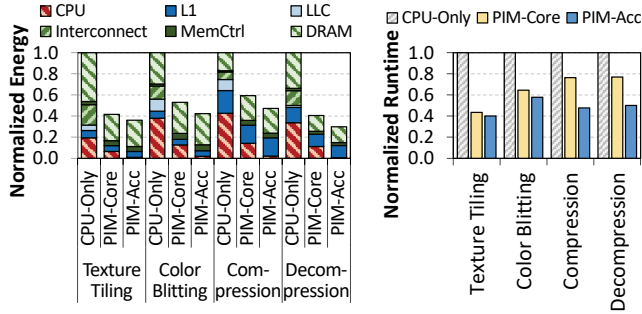 CPU L1 LLC
Interconnect MemCtrl DRAM
Normalized Energy
1.0
0.8
0.6
0.4
0.2
0.0
CPU-Only
PIM-Core
PIM-Acc
CPU-Only
PIM-Core
PIM-Acc
CPU-Only
PIM-Core
PIM-Acc
CPU-Only
PIM-Core
PIM-Acc
Texture
Tiling
Color
Blitting
Com-
pression
Decom-
pression
CPU-Only PIM-Core PIM-Acc
Normalized Runtime
1.0
0.8
0.6
0.4
0.2
0.0
Texture Tiling
Color Blitting
Compression
Decompression